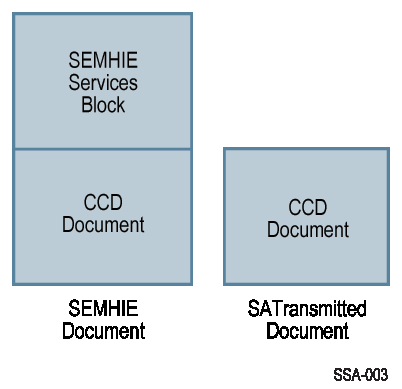 SEMHIE
Services
Block
CCD
Document
CCD
Document
SEMHIE
Document
SATransmitted
Document
SSA-003